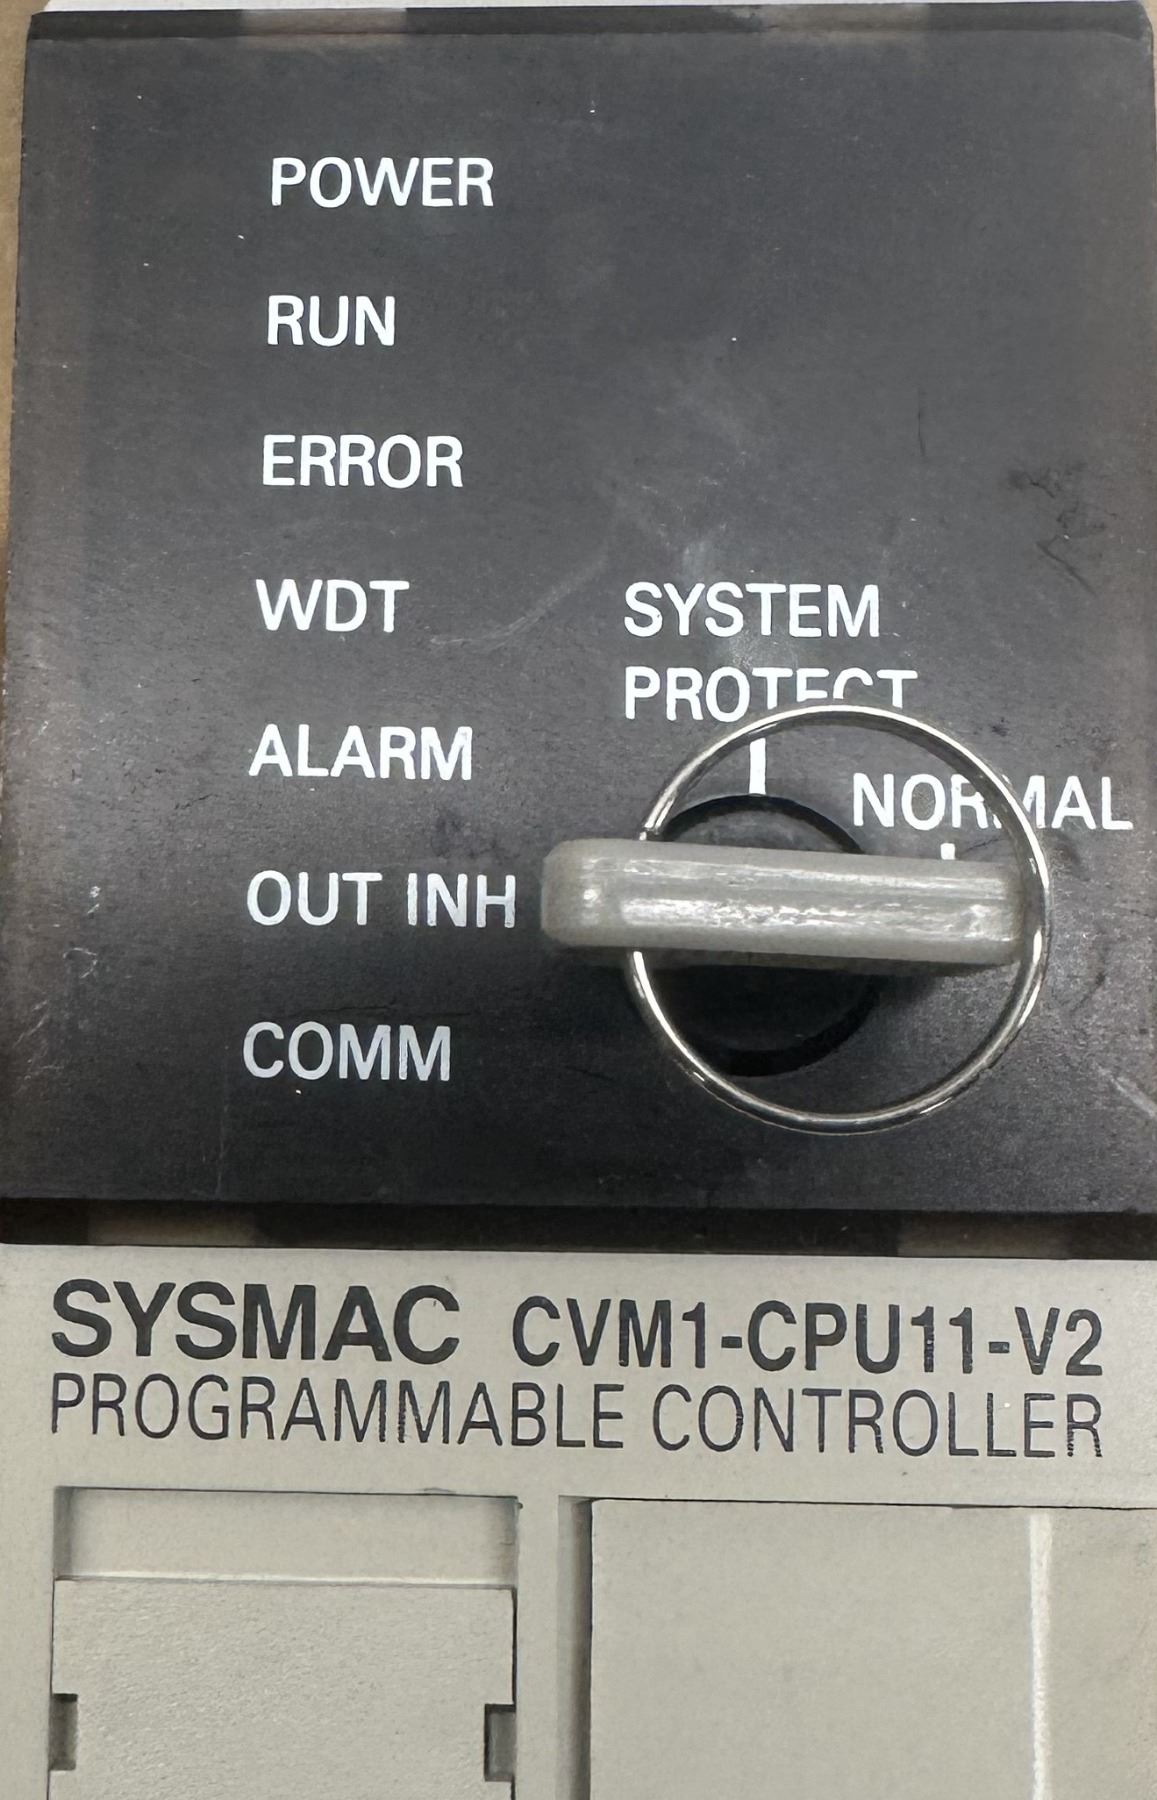 POWER
RUN
ERROR
WDT
ALARM
OUT INH
COMM
SYSTEM
PROTECT
NORMAL
SYSMAC CVM1-CPU11-V2
PROGRAMMABLE CONTROLLER